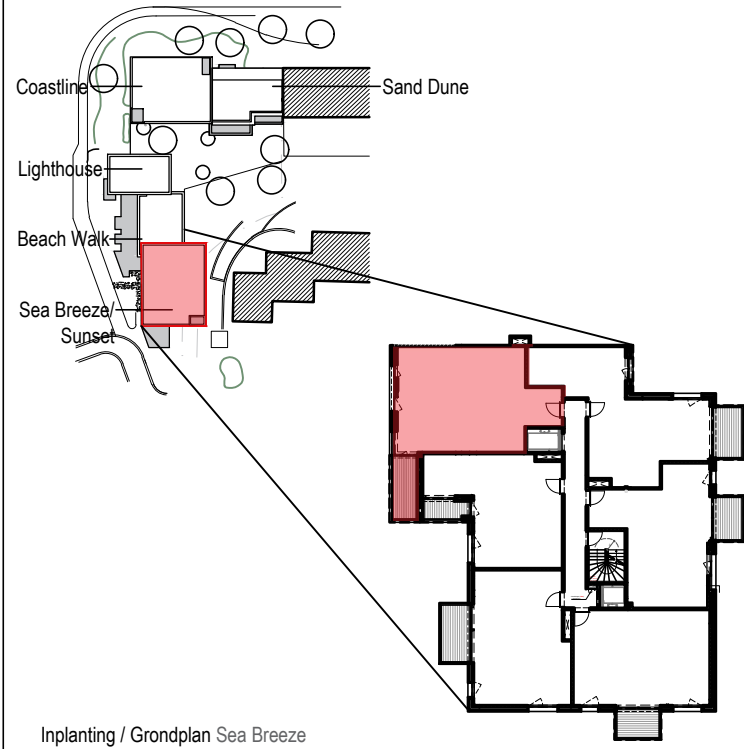 Coastline
Sand Dune
Lighthouse
Beach Walk
Sea Breeze/
Sunset
Inplanting / Grondplan Sea Breeze